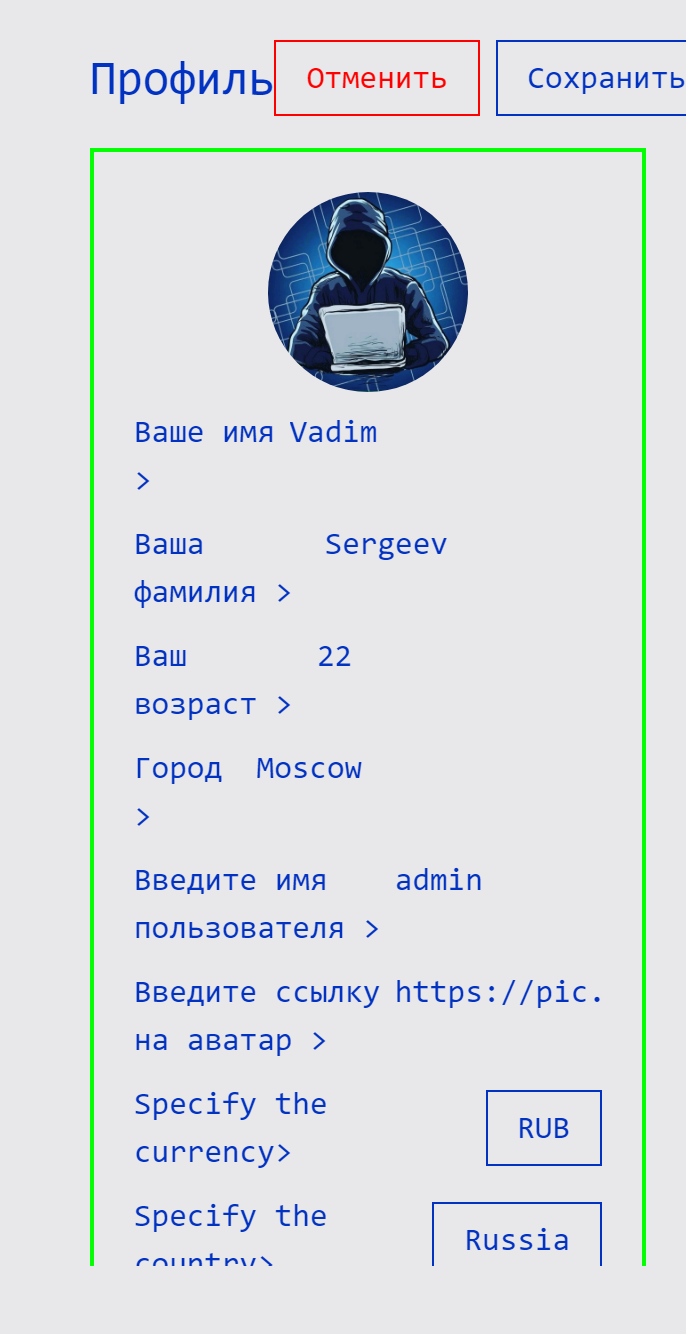 Профиль Отменить Сохранить
Ваше имя Vadim
>
Ваша Sergeev
фамилия >
Ваш 22
возраст >
Город Moscow
>
Введите имя admin
пользователя >
Введите ссылку https://pic.
на аватар >
Specify the
currency> RUB
Specify the
country> Russia